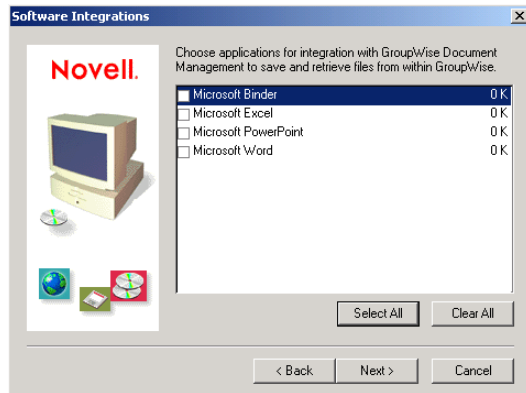 Software Integrations
Novell.
Choose applications for integration with GroupWise Document
Management to save and retrieve files from within GroupWise.
Microsoft Binder 0 K
Microsoft Excel 0 K
Microsoft PowerPoint 0 K
Microsoft Word 0 K
Select All Clear All
< Back Next > Cancel